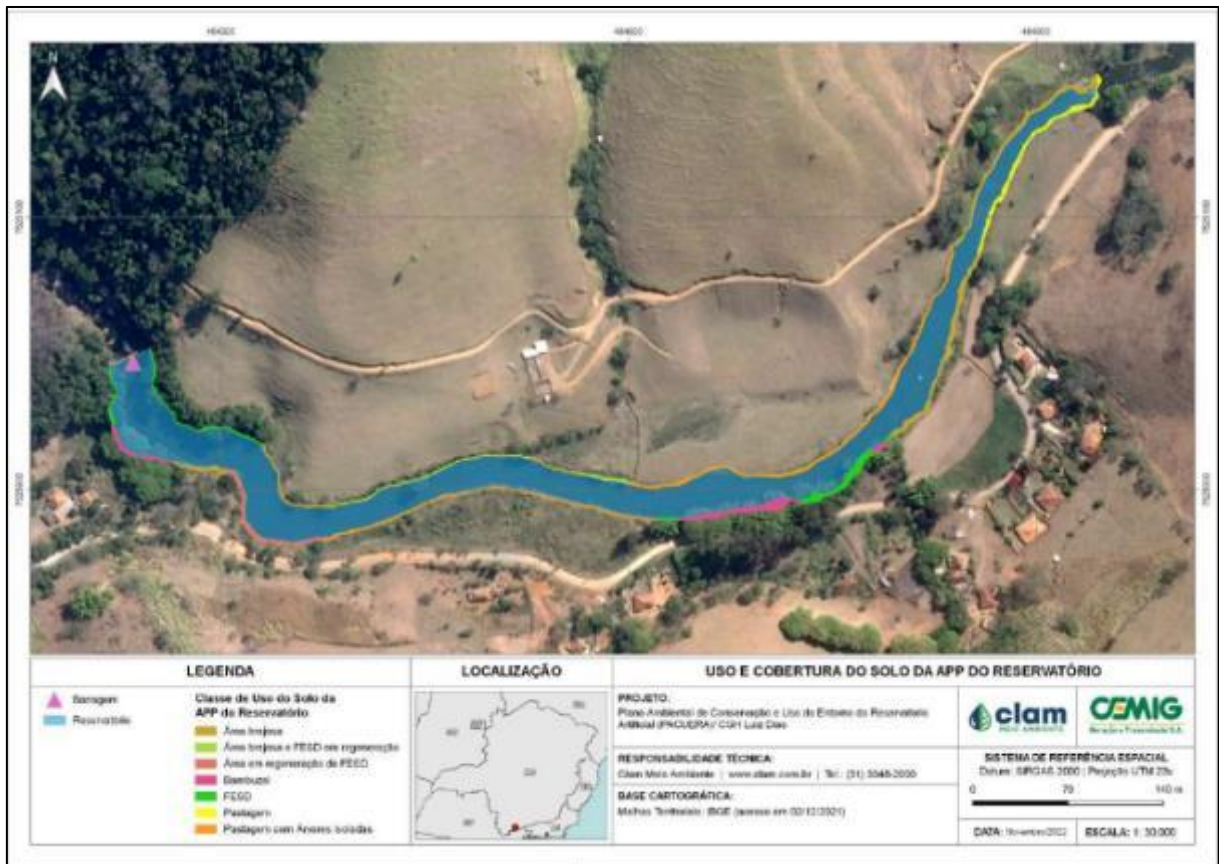 N
LEGENDA
Barragem
Reservatório
Classe de Uso do Solo da
APP do Reservatório
Área brejosa
Área brejosa e FESD em regeneração
Área em regeneração de FESD
Bambuzal
FESD
Pastagem
Pastagem com Árvores Isoladas
LOCALIZAÇÃO
USO E COBERTURA DO SOLO DA APP DO RESERVATÓRIO
PROJETO:
Plano Ambiental de Conservação e Uso do Entorno do Reservatório
Artificial (PACUERA)/ CGH Luiz Dias
RESPONSABILIDADE TÉCNICA:
Clam Meio Ambiente | www.clam.com.br | Tel.: (31)
BASE CARTOGRÁFICA:
Malhas Territoriais: IBGE (acesso em 02/12/2021)
clam
MEIO AMBIENTE
CEMIG
Geração e Transmissão S.A.
SISTEMA DE REFERÊNCIA ESPACIAL
Datum: SIRGAS 2000 | Projeção UTM 23s
0 70 140 m
DATA: Novembro/2022
ESCALA: 1: 30.000